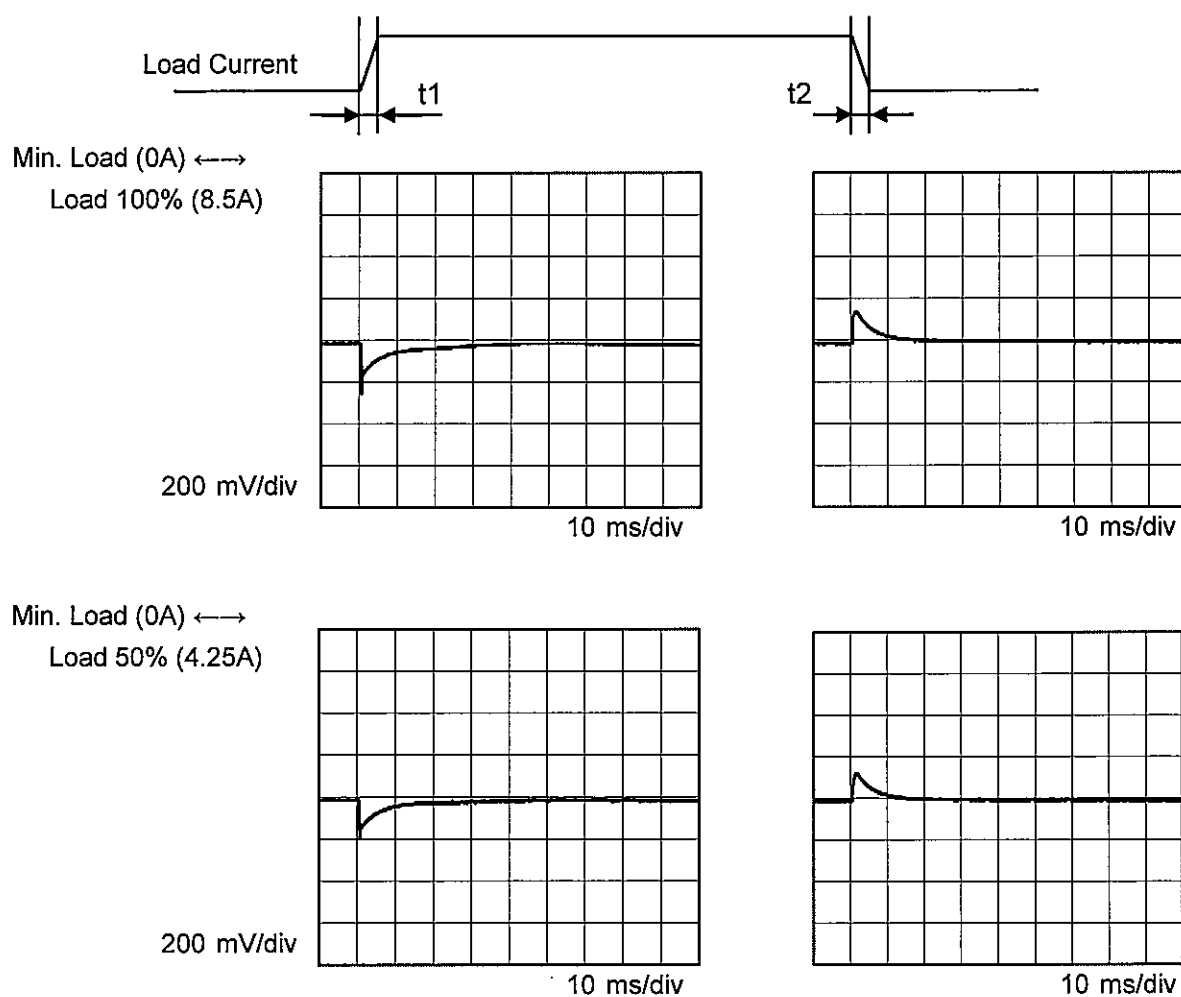 Load Current
t1
t2
Min. Load (0A) ←→
Load 100% (8.5A)
200 mV/div
10 ms/div
10 ms/div
Min. Load (0A) ←→
Load 50% (4.25A)
200 mV/div
10 ms/div
10 ms/div